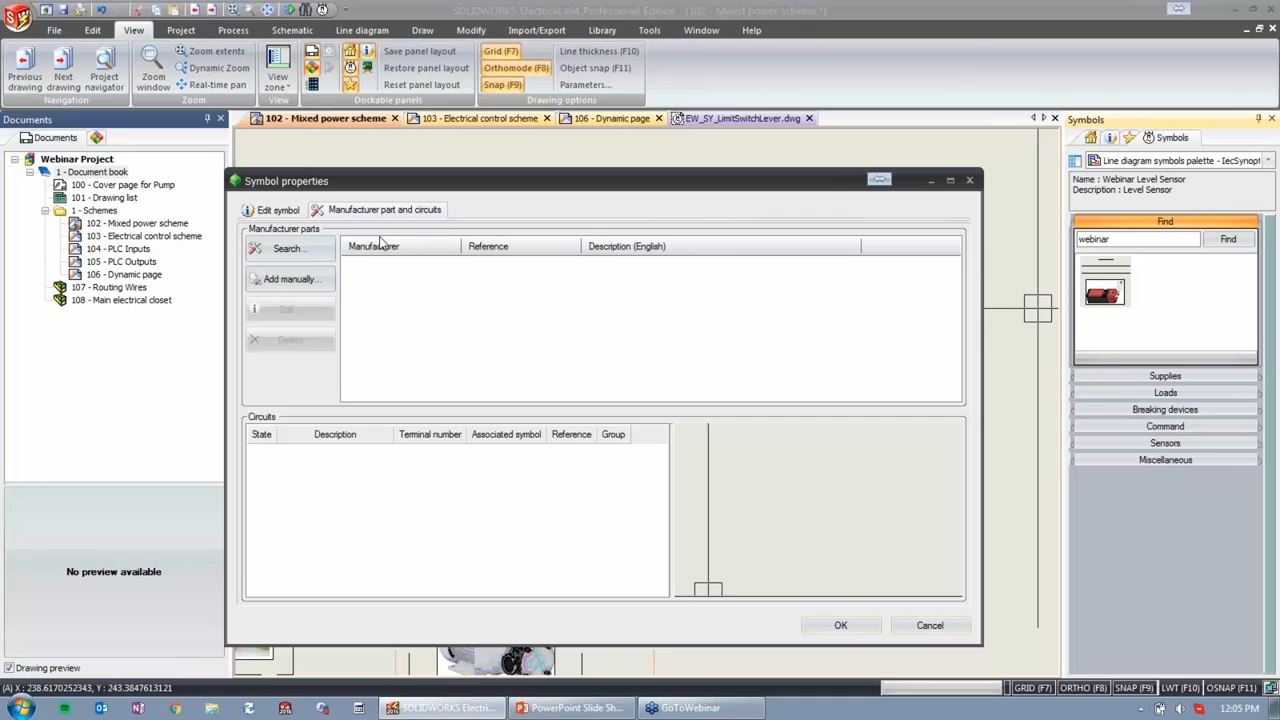 SOLIDWORKS Electrical x64 Professional Edition - [102 - Mixed power scheme *]
File Edit View Project Process Schematic Line diagram Draw Modify Import/Export Library Tools Window Help
Previous drawing
Next drawing
Project navigator
Navigation
Zoom window
Zoom extents
Dynamic Zoom
Real-time pan
Zoom
View zone
View
Save panel layout
Restore panel layout
Reset panel layout
Dockable panels
Grid (F7)
Orthomode (F8)
Snap (F9)
Line thickness (F10)
Object snap (F11)
Parameters...
Drawing options
Documents
Documents
Webinar Project
1 - Document book
100 - Cover page for Pump
101 - Drawing list
1 - Schemes
102 - Mixed power scheme
103 - Electrical control scheme
104 - PLC Inputs
105 - PLC Outputs
106 - Dynamic page
107 - Routing Wires
108 - Main electrical closet
No preview available
Drawing preview
102 - Mixed power scheme
103 - Electrical control scheme
106 - Dynamic page
EW_SY_LimitSwitchLever.dwg
Symbol properties
Edit symbol
Manufacturer part and circuits
Manufacturer parts
Search...
Add manually...
Edit...
Delete
Manufacturer Reference Description (English)
Circuits
State Description Terminal number Associated symbol Reference Group
OK Cancel
Symbols
Symbols
Line diagram symbols palette - IecSynopt
Name : Webinar Level Sensor
Description : Level Sensor
Find
webinar
Find
Supplies
Loads
Breaking devices
Command
Sensors
Miscellaneous
(A) X : 238.6170252343, Y : 243.3847613121
GRID (F7) ORTHO (F8) SNAP (F9) LWT (F10) OSNAP (F11)
SOLIDWORKS Electri...
PowerPoint Slide Sh...
GoToWebinar
12:05 PM